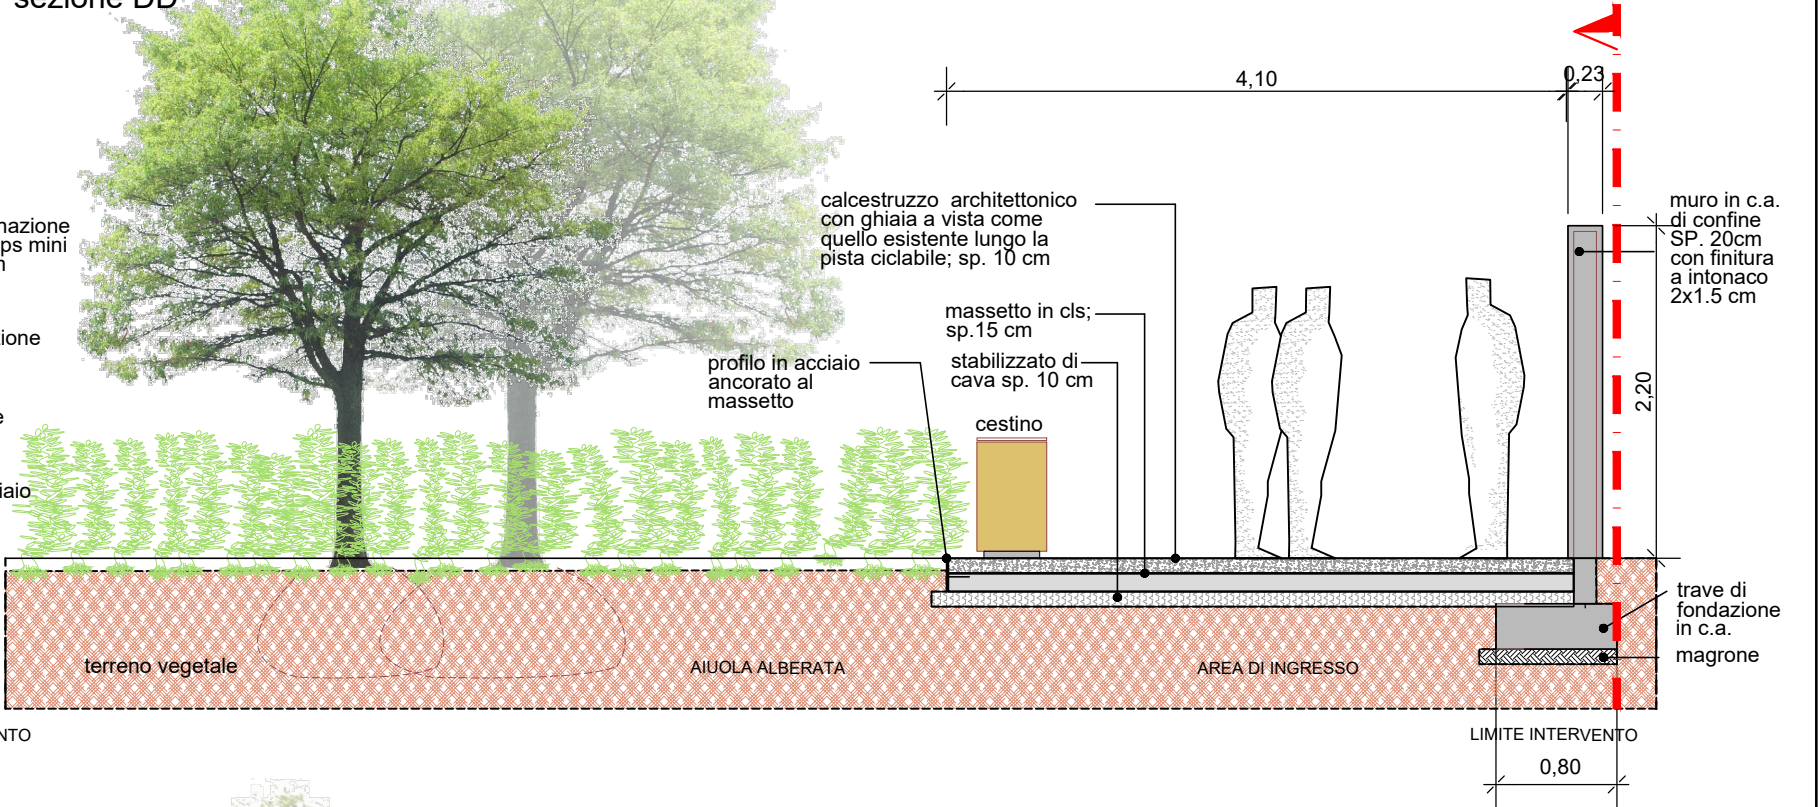 sezione DD
4,10
0,23
calcestruzzo architettonico
con ghiaia a vista come
quello esistente lungo la
pista ciclabile; sp. 10 cm
muro in c.a.
di confine
SP. 20cm
con finitura
a intonaco
2x1.5 cm
massetto in cls;
sp.15 cm
profilo in acciaio
ancorato al
massetto
stabilizzato di
cava sp. 10 cm
cestino
2,20
trave di
fondazione
in c.a.
magrone
terreno vegetale
AIUOLA ALBERATA
AREA DI INGRESSO
LIMITE INTERVENTO
0,80